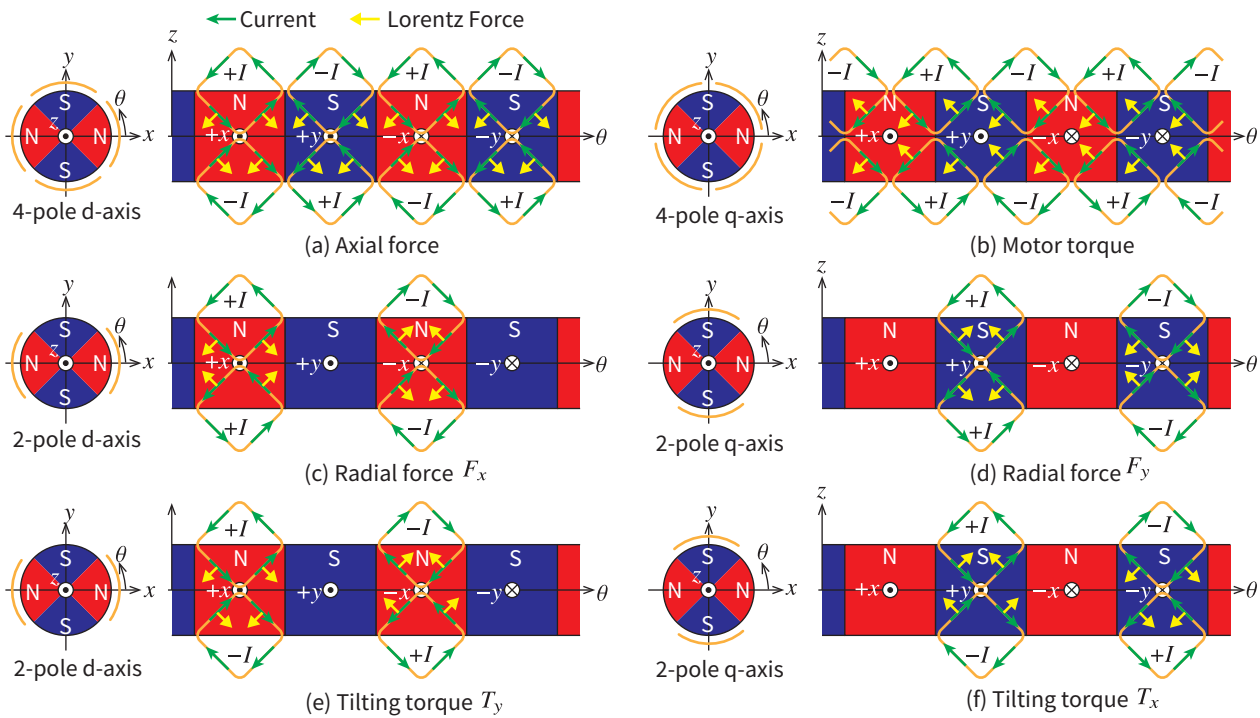 Current Lorentz Force
y
θ
S
N z N x
S
4-pole d-axis
z
+I −I +I −I
N S N S
+x +y −x −y θ
−I +I −I +I
(a) Axial force
y
θ
S
N z N x
S
4-pole q-axis
z
−I +I −I +I −I
N S N S
+x +y −x −y θ
−I +I −I +I −I
(b) Motor torque
y
θ
S
N z N x
S
2-pole d-axis
+I −I
N S N S
+x +y −x −y θ
+I −I
(c) Radial force Fx
y
θ
S
N z N x
S
2-pole q-axis
z
+I −I
N S N S
+x +y −x −y θ
+I −I
(d) Radial force Fy
y
θ
S
N z N x
S
2-pole d-axis
+I −I
N S N S
+x +y −x −y θ
−I +I
(e) Tilting torque Ty
y
θ
S
N z N x
S
2-pole q-axis
z
+I −I
N S N S
+x +y −x −y θ
−I +I
(f) Tilting torque Tx